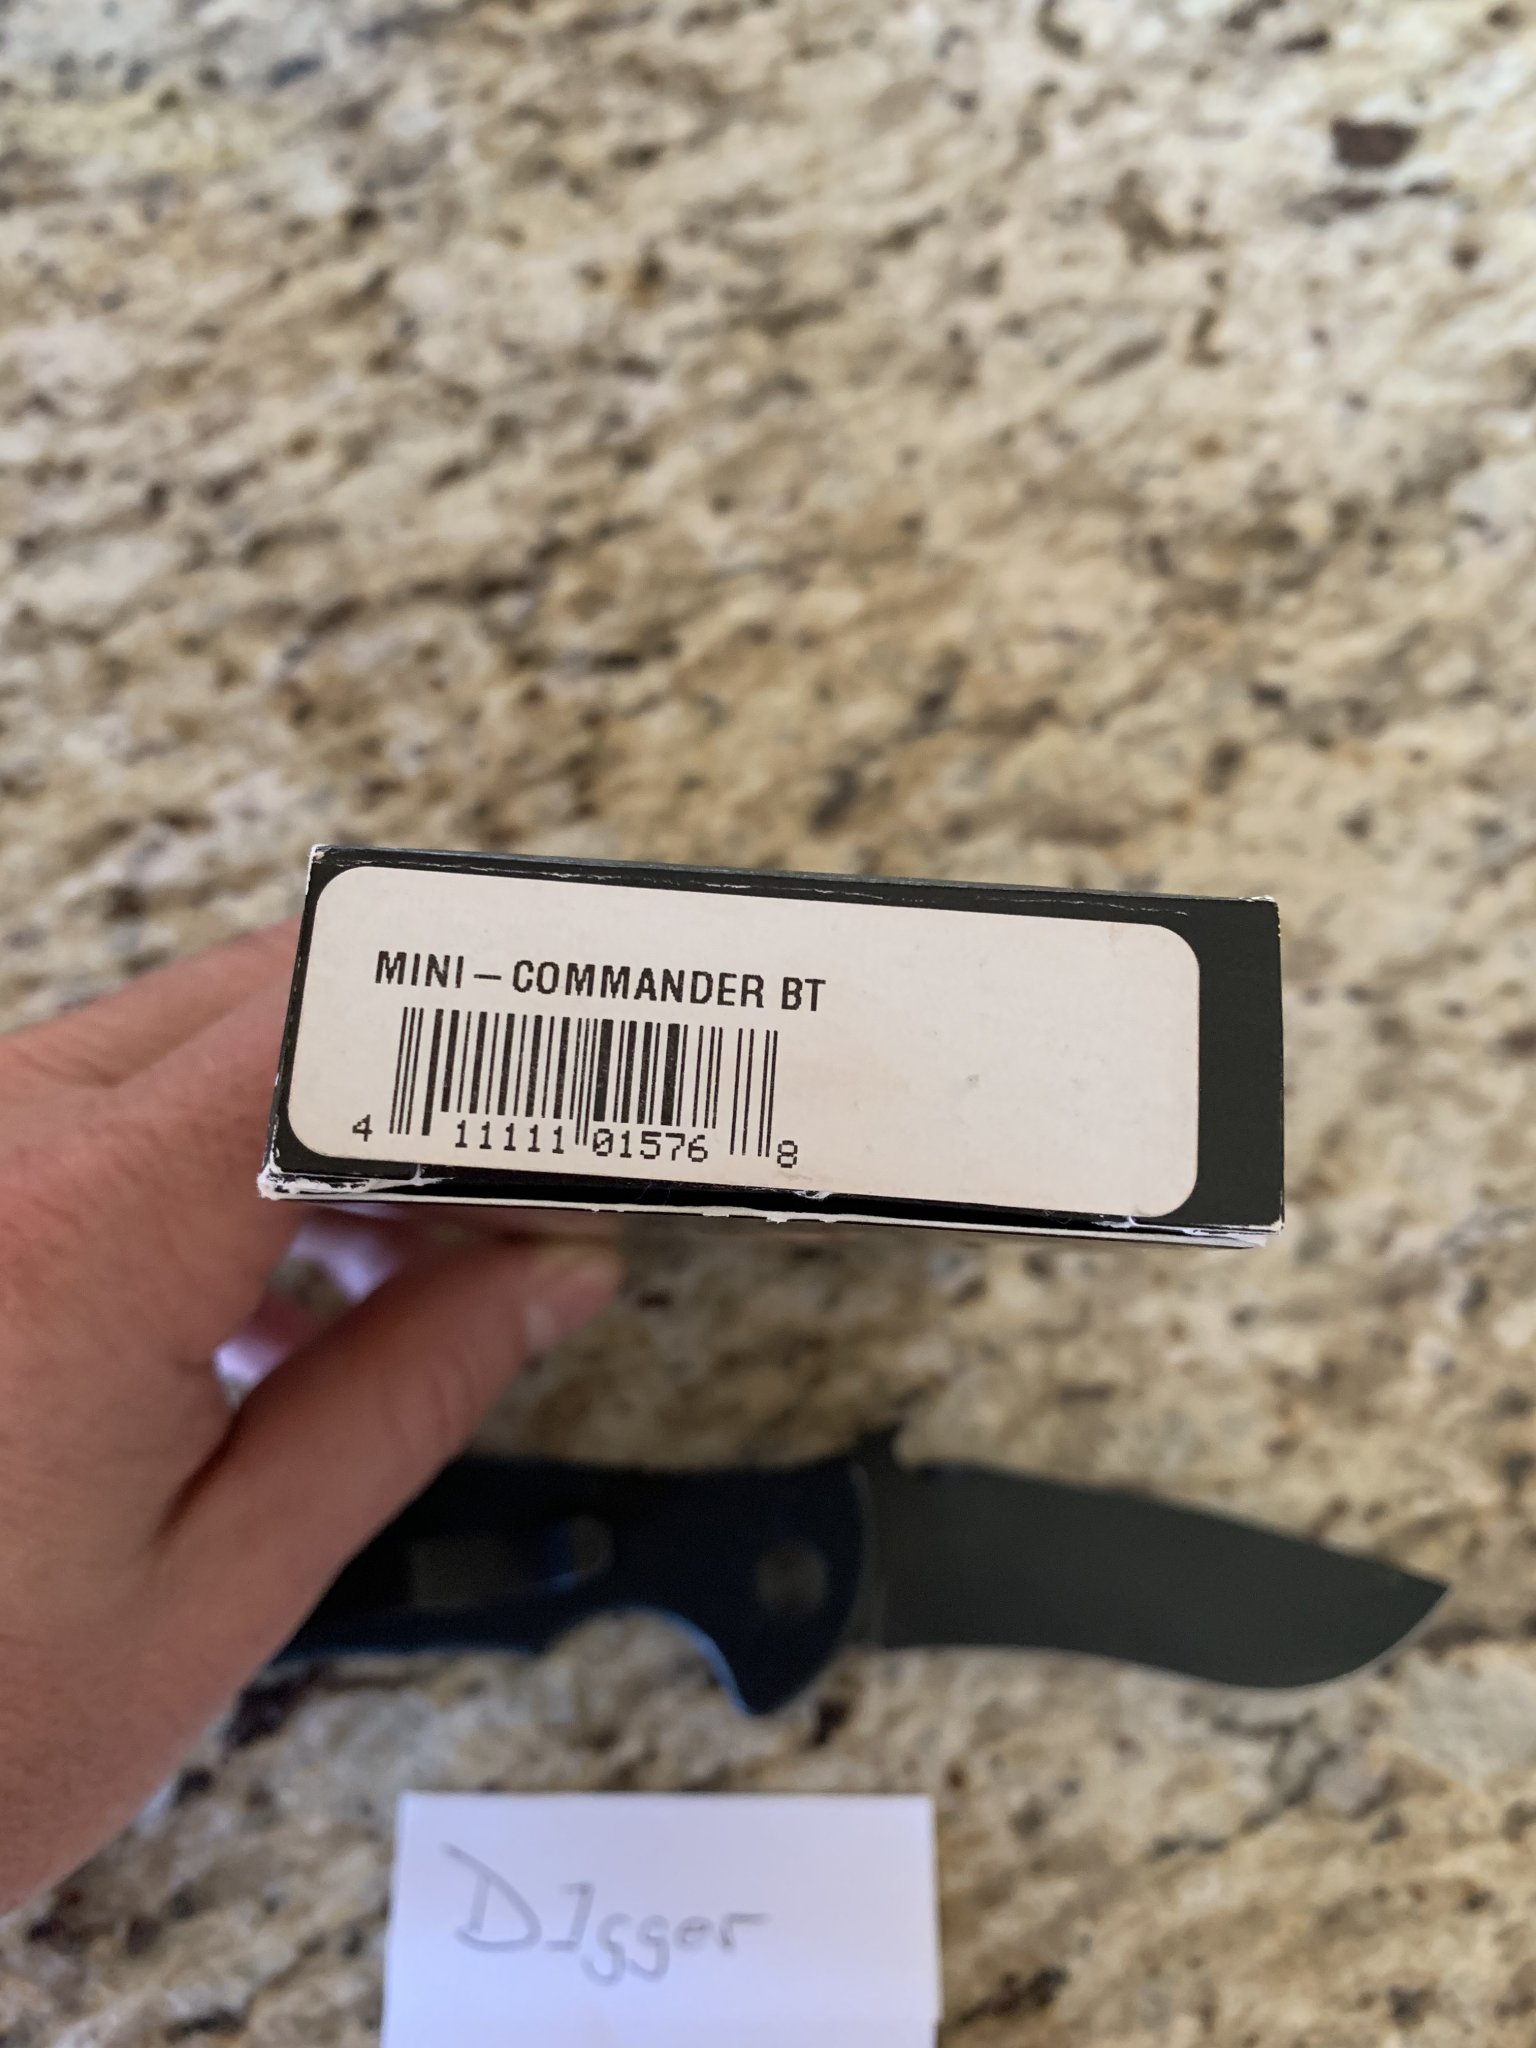 MINI-COMMANDER BT
4 11111 01576 8
DIgger